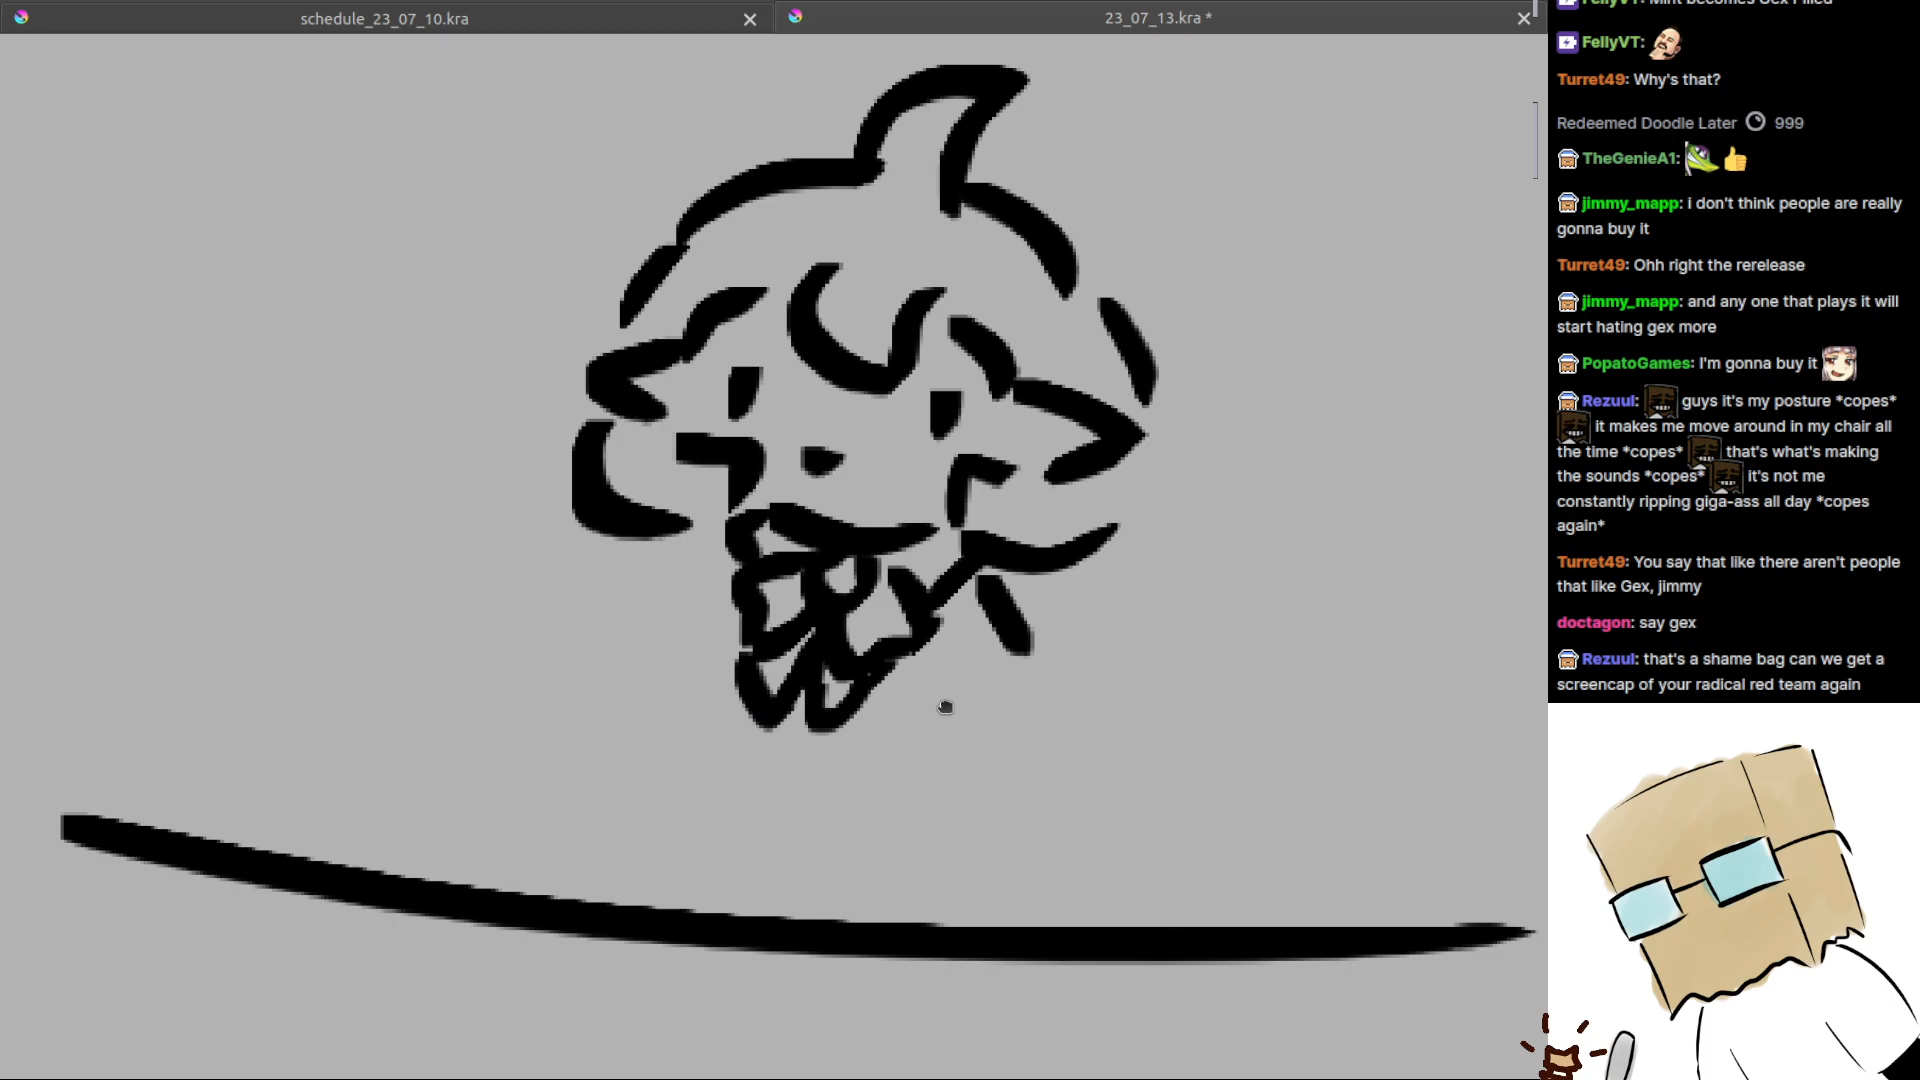 schedule_23_07_10.kra
23_07_13.kra *
FellyVT: Mint becomes Gex Pilled
FellyVT:
Turret49: Why's that?
Redeemed Doodle Later 999
TheGenieA1:
jimmy_mapp: i don't think people are really
gonna buy it
Turret49: Ohh right the rerelease
jimmy_mapp: and any one that plays it will
start hating gex more
PopatoGames: I'm gonna buy it
Rezuul: guys it's my posture *copes*
it makes me move around in my chair all
the time *copes* that's what's making
the sounds *copes* it's not me
constantly ripping giga-ass all day *copes
again*
Turret49: You say that like there aren't people
that like Gex, jimmy
doctagon: say gex
Rezuul: that's a shame bag can we get a
screencap of your radical red team again